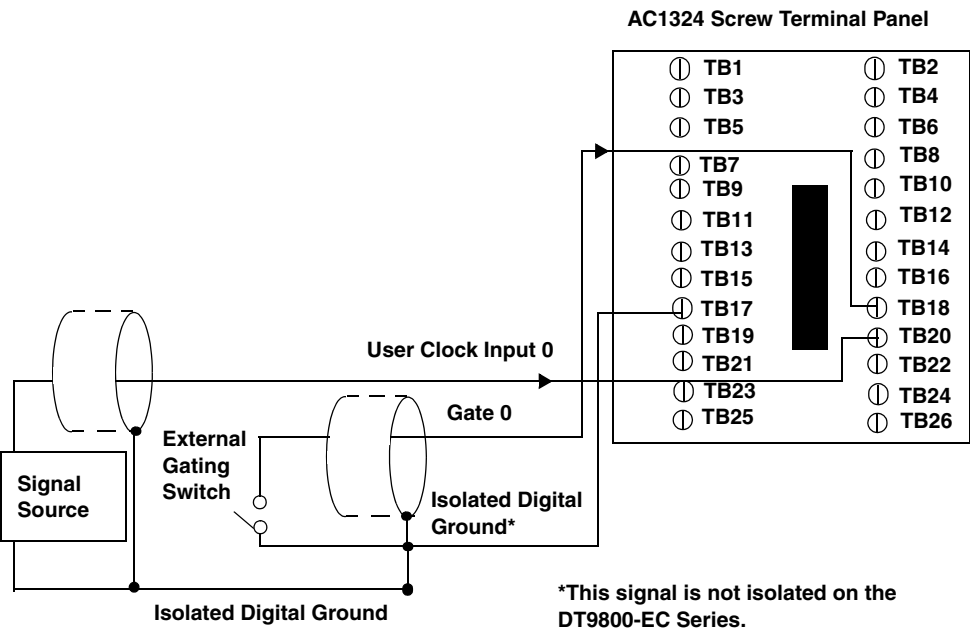 AC1324 Screw Terminal Panel
TB1 TB2
TB3 TB4
TB5 TB6
TB7 TB8
TB9 TB10
TB11 TB12
TB13 TB14
TB15 TB16
TB17 TB18
TB19 TB20
TB21 TB22
TB23 TB24
TB25 TB26
User Clock Input 0
Gate 0
External
Gating
Switch
Signal
Source
Isolated Digital
Ground*
Isolated Digital Ground
*This signal is not isolated on the
DT9800-EC Series.